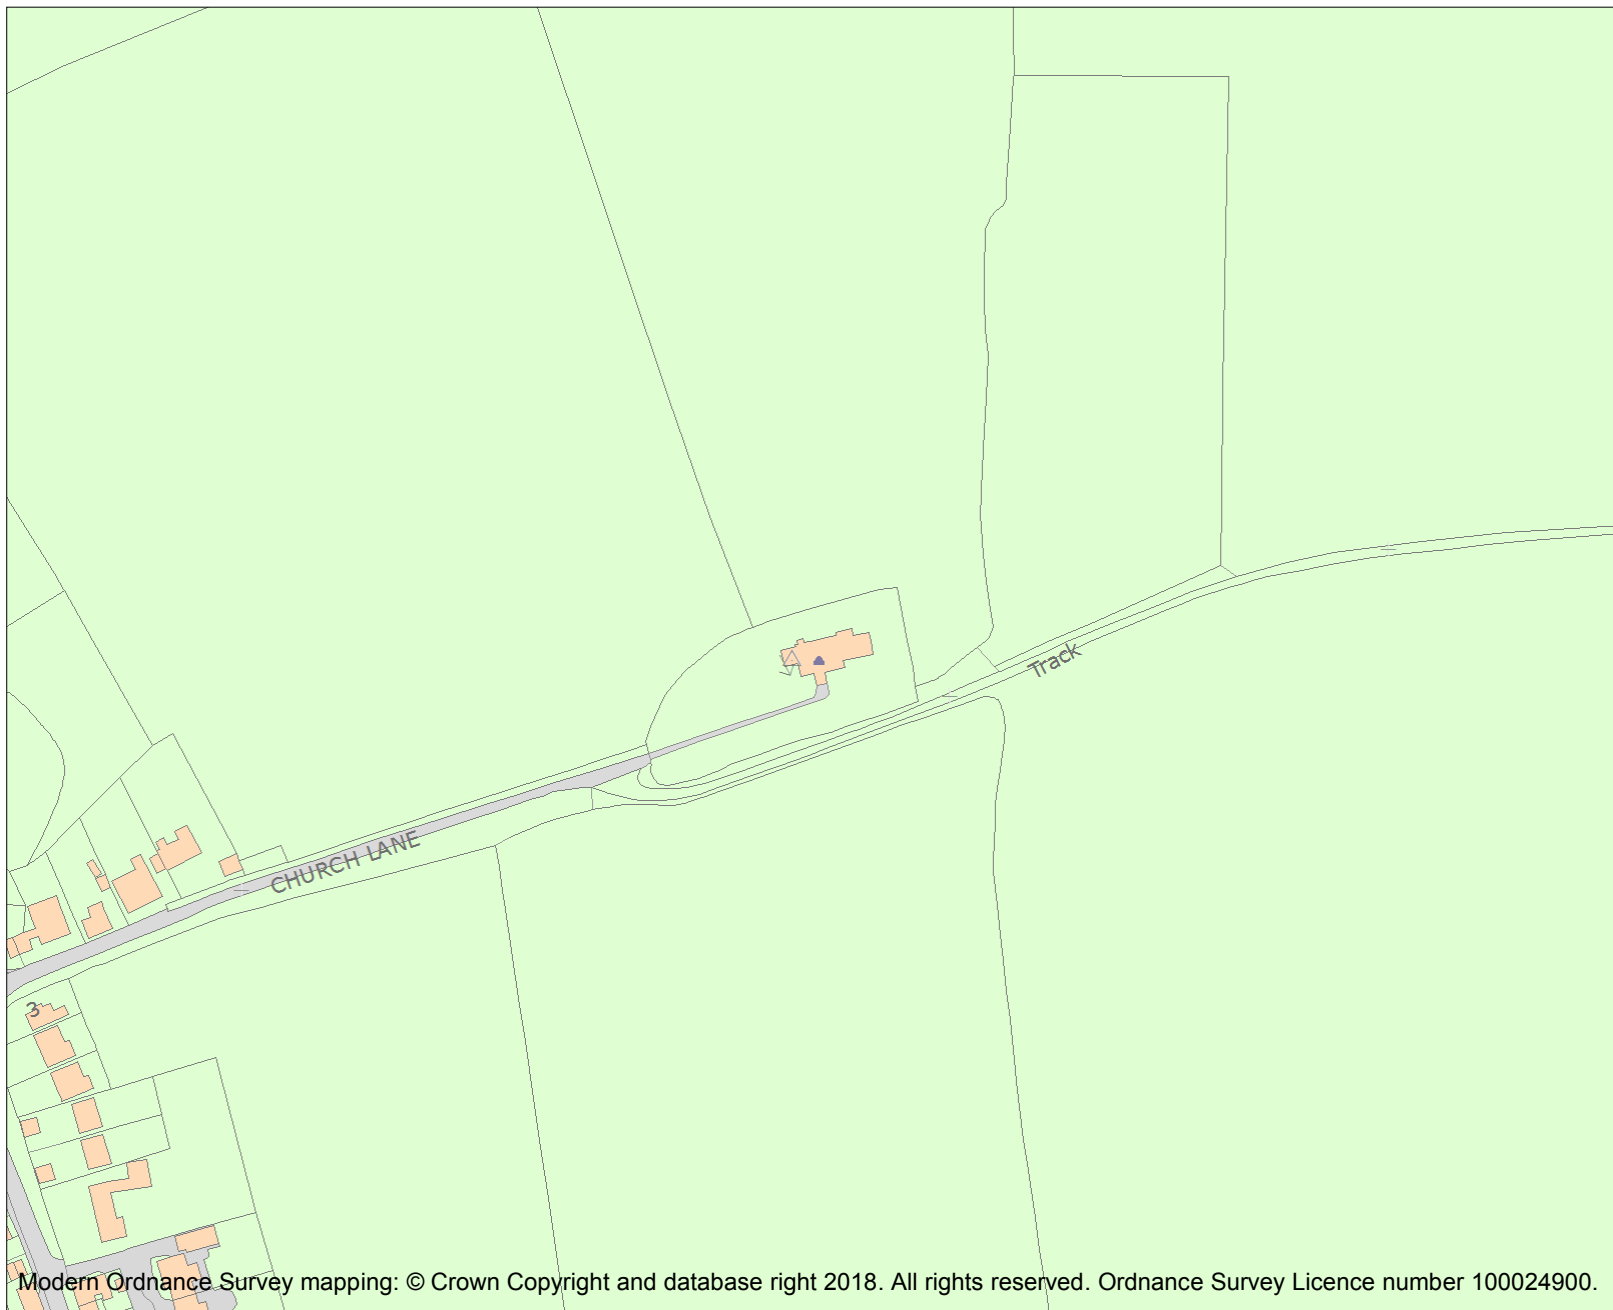 Track
CHURCH LANE
3
Modern Ordnance Survey mapping: © Crown Copyright and database right 2018. All rights reserved. Ordnance Survey Licence number 100024900.